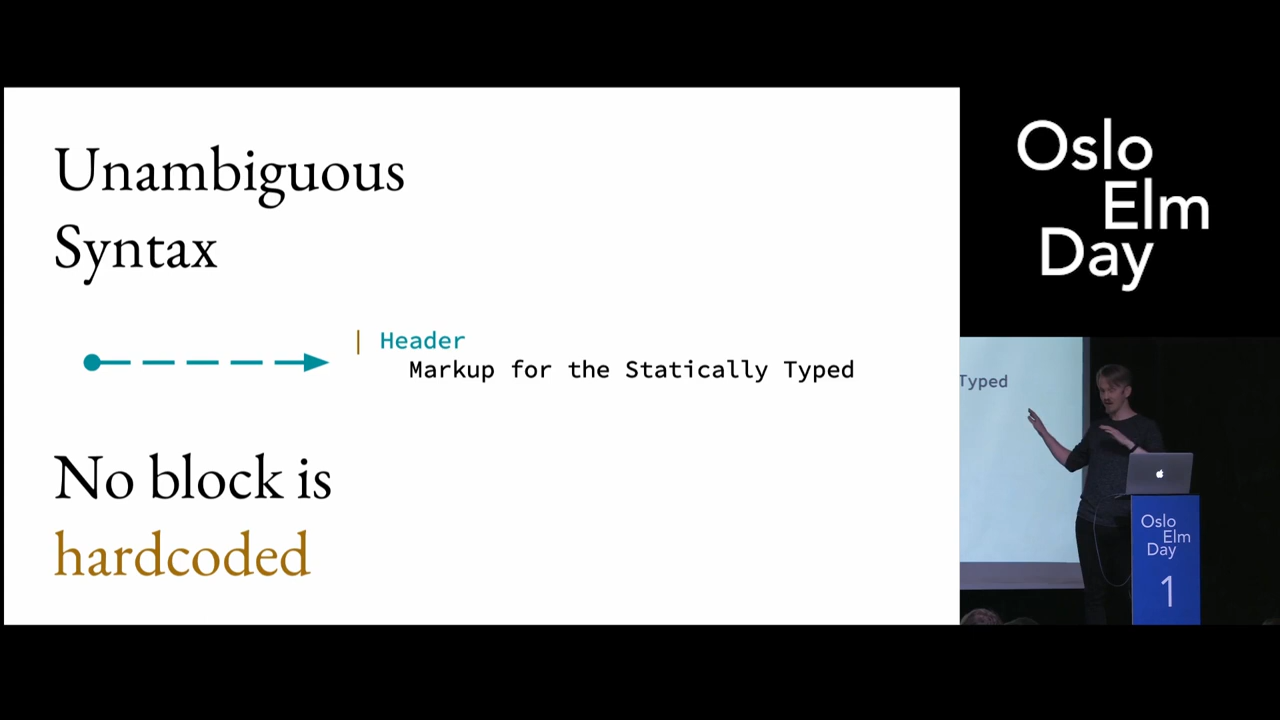 Unambiguous
Syntax
| Header
Markup for the Statically Typed
No block is
hardcoded
Oslo
Elm
Day
Typed
Oslo
Elm
Day
1